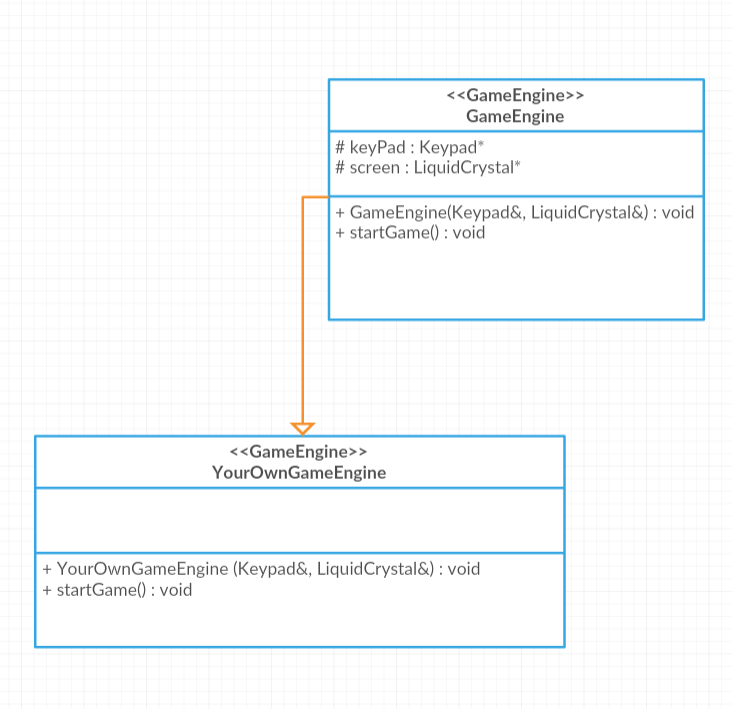 <<GameEngine>>
GameEngine
# keyPad : Keypad*
# screen : LiquidCrystal*
+ GameEngine(Keypad&, LiquidCrystal&) : void
+ startGame() : void
<<GameEngine>>
YourOwnGameEngine
+ YourOwnGameEngine (Keypad&, LiquidCrystal&) : void
+ startGame() : void